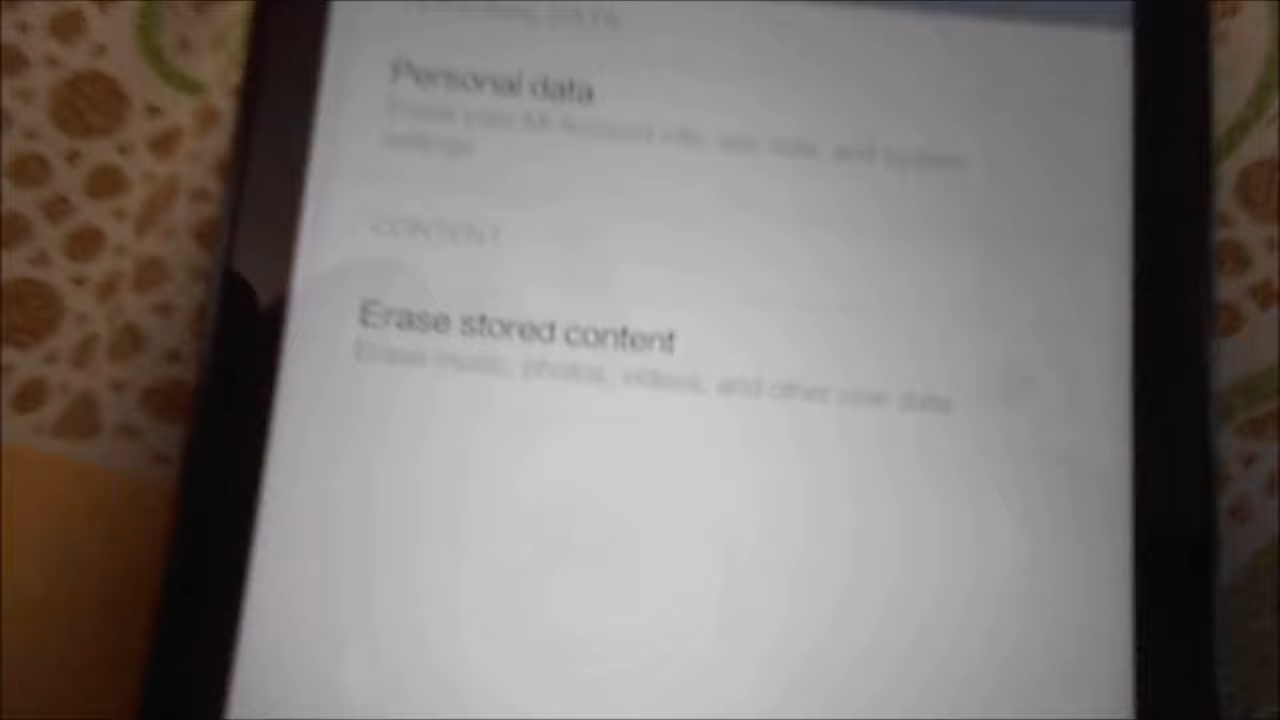 Personal data
Erase your Mi Account info, app data, and system
settings
CONTENT
Erase stored content
Erase music, photos, videos, and other user data